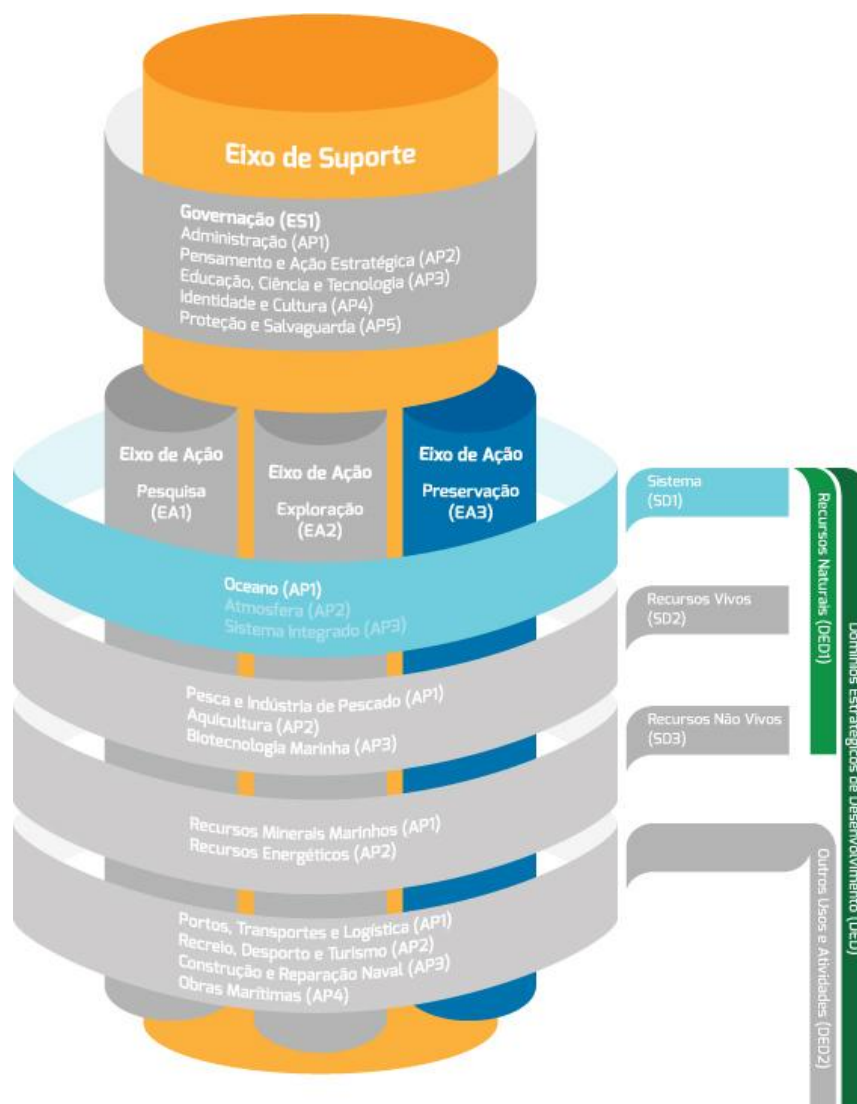 Eixo de Suporte
Governação (ES1)
Administração (AP1)
Pensamento e Ação Estratégica (AP2)
Educação, Ciência e Tecnologia (AP3)
Identidade e Cultura (AP4)
Proteção e Salvaguarda (AP5)
Eixo de Ação
Pesquisa
(EA1)
Eixo de Ação
Exploração
(EA2)
Eixo de Ação
Preservação
(EA3)
Oceano (AP1)
Atmosfera (AP2)
Sistema Integrado (AP3)
Sistema
(SD1)
Pesca e Indústria de Pescado (AP1)
Aquicultura (AP2)
Biotecnologia Marinha (AP3)
Recursos Vivos
(SD2)
Recursos Minerais Marinhos (AP1)
Recursos Energéticos (AP2)
Recursos Não Vivos
(SD3)
Portos, Transportes e Logística (AP1)
Recreio, Desporto e Turismo (AP2)
Construção e Reparação Naval (AP3)
Obras Marítimas (AP4)
Recursos Naturais (DED1)
Outros Usos e Atividades (DED2)
Domínios Estratégicos de Desenvolvimento (DED)